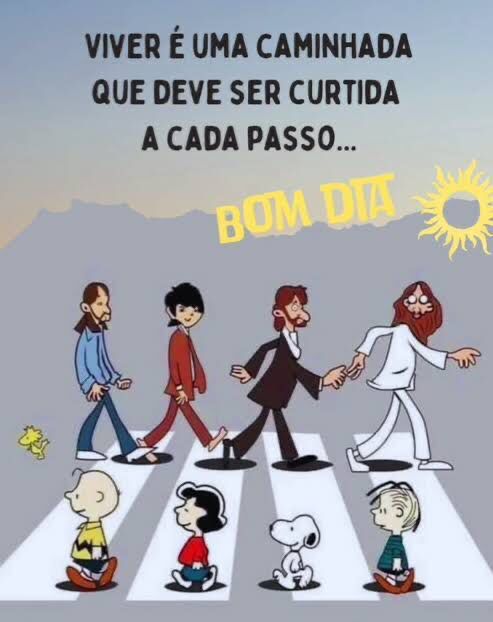 VIVER É UMA CAMINHADA
QUE DEVE SER CURTIDA
A CADA PASSO...
BOM DIA